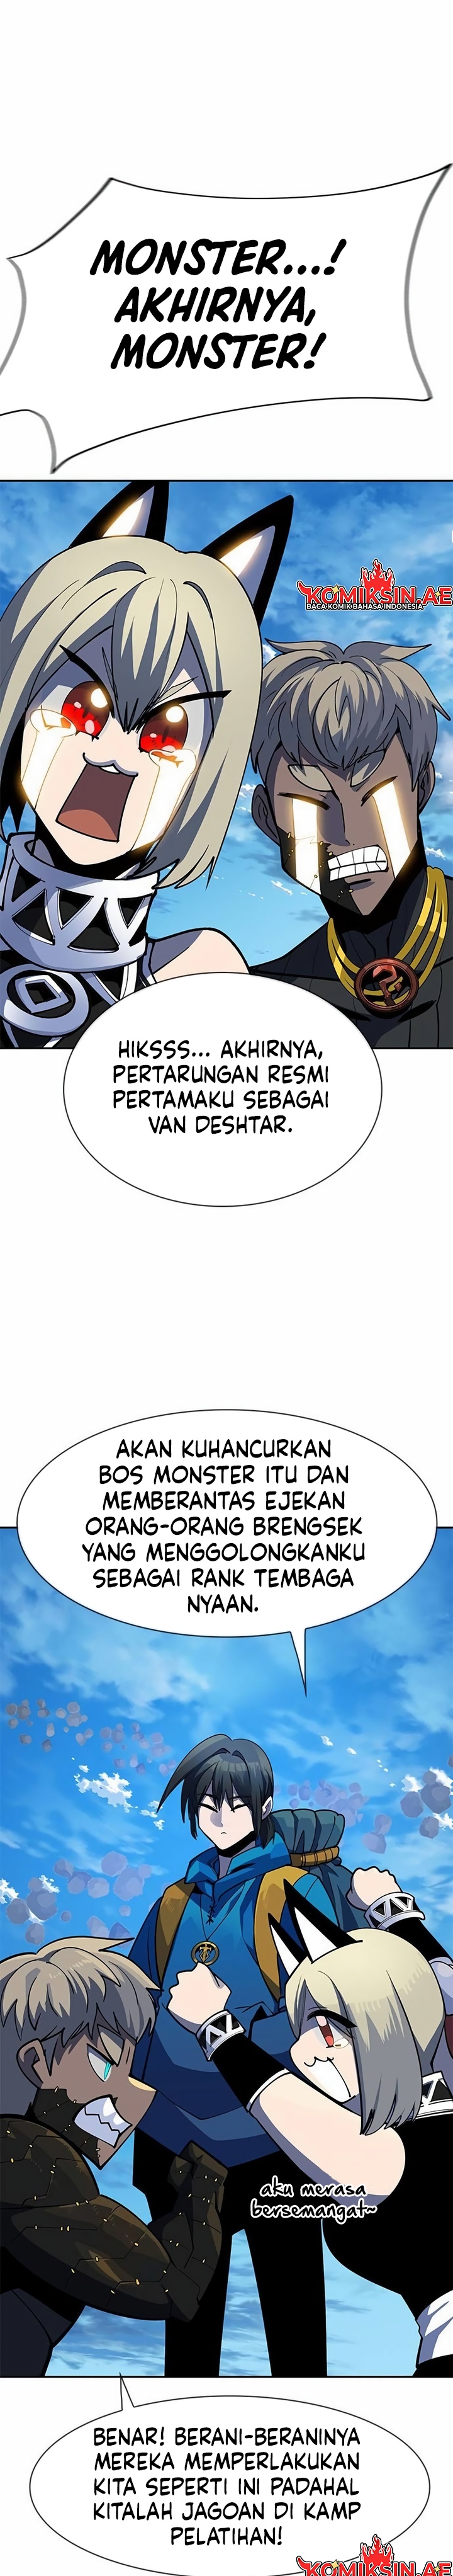 MONSTER...!
AKHIRNYA,
MONSTER!
KOMIKSIN.AE
BACA KOMIK BAHASA INDONESIA
HIKSSS... AKHIRNYA,
PERTARUNGAN RESMI
PERTAMAKU SEBAGAI
VAN DESHTAR.
AKAN KUHANCURKAN
BOS MONSTER ITU DAN
MEMBERANTAS EJEKAN
ORANG-ORANG BRENGSEK
YANG MENGGOLONGKANKU
SEBAGAI RANK TEMBAGA
NYAAN.
aku merasa
bersemangat~
BENAR! BERANI-BERANINYA
MEREKA MEMPERLAKUKAN
KITA SEPERTI INI PADAHAL
KITALAH JAGOAN DI KAMP
PELATIHAN!
KOMIKSIN.AE